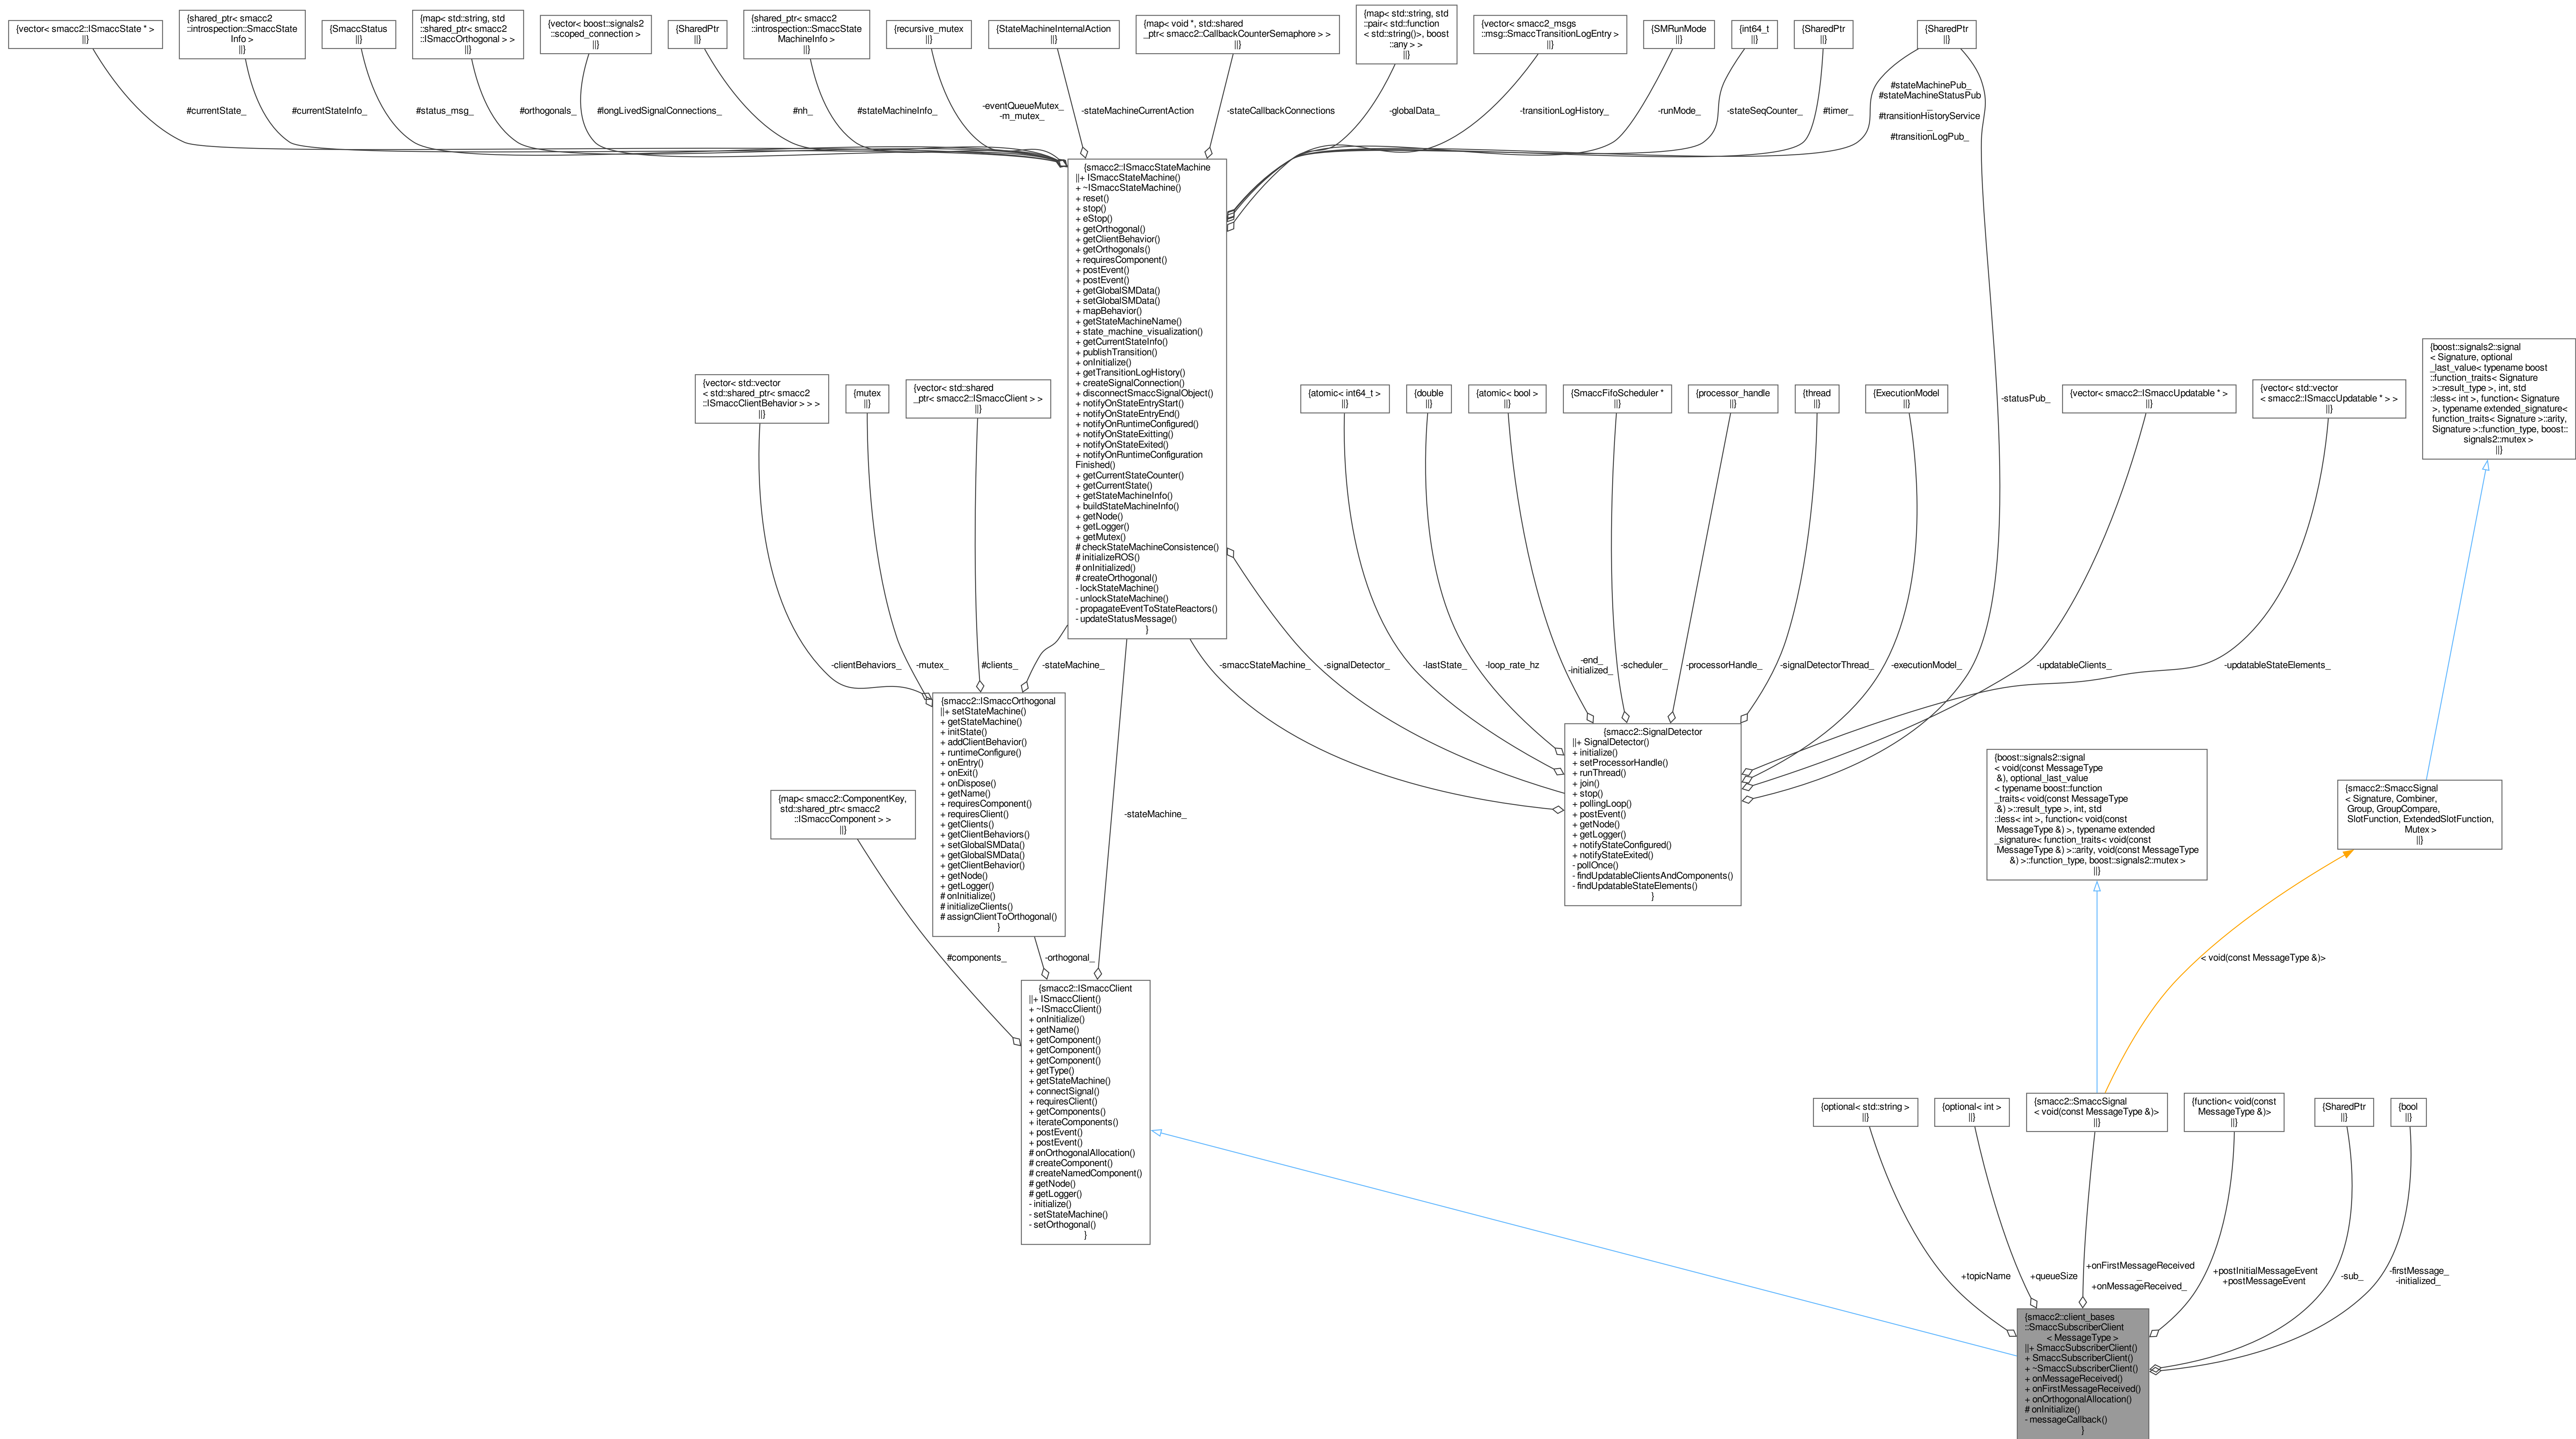 {vector< smacc2::ISmaccState * >
||}
{shared_ptr< smacc2
::introspection::SmaccState
Info >
||}
{SmaccStatus
||}
{map< std::string, std
::shared_ptr< smacc2
::ISmaccOrthogonal > >
||}
{vector< boost::signals2
::scoped_connection >
||}
{SharedPtr
||}
{shared_ptr< smacc2
::introspection::SmaccState
MachineInfo >
||}
{recursive_mutex
||}
{StateMachineInternalAction
||}
{map< void *, std::shared
_ptr< smacc2::CallbackCounterSemaphore > >
||}
{map< std::string, std
::pair< std::function
< std::string()>, boost
::any > >
||}
{vector< smacc2_msgs
::msg::SmaccTransitionLogEntry >
||}
{SMRunMode
||}
{int64_t
||}
{SharedPtr
||}
{SharedPtr
||}
#currentState_
#currentStateInfo_
#status_msg_
#orthogonals_
#longLivedSignalConnections_
#nh_
#stateMachineInfo_
-eventQueueMutex_
-m_mutex_
-stateMachineCurrentAction
-stateCallbackConnections
-globalData_
-transitionLogHistory_
-runMode_
-stateSeqCounter_
#timer_
#stateMachinePub_
#stateMachineStatusPub
_
#transitionHistoryService
_
#transitionLogPub_
{smacc2::ISmaccStateMachine
||+ ISmaccStateMachine()
+ ~ISmaccStateMachine()
+ reset()
+ stop()
+ eStop()
+ getOrthogonal()
+ getClientBehavior()
+ getOrthogonals()
+ requiresComponent()
+ postEvent()
+ postEvent()
+ getGlobalSMData()
+ setGlobalSMData()
+ mapBehavior()
+ getStateMachineName()
+ state_machine_visualization()
+ getCurrentStateInfo()
+ publishTransition()
+ onInitialize()
+ getTransitionLogHistory()
+ createSignalConnection()
+ disconnectSmaccSignalObject()
+ notifyOnStateEntryStart()
+ notifyOnStateEntryEnd()
+ notifyOnRuntimeConfigured()
+ notifyOnStateExitting()
+ notifyOnStateExited()
+ notifyOnRuntimeConfiguration
Finished()
+ getCurrentStateCounter()
+ getCurrentState()
+ getStateMachineInfo()
+ buildStateMachineInfo()
+ getNode()
+ getLogger()
+ getMutex()
# checkStateMachineConsistence()
# initializeROS()
# onInitialized()
# createOrthogonal()
- lockStateMachine()
- unlockStateMachine()
- propagateEventToStateReactors()
- updateStatusMessage()
}
{boost::signals2::signal
< Signature, optional
_last_value< typename boost
::function_traits< Signature
>::result_type >, int, std
::less< int >, function< Signature
>, typename extended_signature<
function_traits< Signature >::arity,
Signature >::function_type, boost::
signals2::mutex >
||}
{vector< std::vector
< std::shared_ptr< smacc2
::ISmaccClientBehavior > > >
||}
{mutex
||}
{vector< std::shared
_ptr< smacc2::ISmaccClient > >
||}
{atomic< int64_t >
||}
{double
||}
{atomic< bool >
||}
{SmaccFifoScheduler *
||}
{processor_handle
||}
{thread
||}
{ExecutionModel
||}
-statusPub_
{vector< smacc2::ISmaccUpdatable * >
||}
{vector< std::vector
< smacc2::ISmaccUpdatable * > >
||}
-clientBehaviors_
-mutex_
#clients_
-stateMachine_
-smaccStateMachine_
-signalDetector_
-lastState_
-loop_rate_hz
-end_
-initialized_
-scheduler_
-processorHandle_
-signalDetectorThread_
-executionModel_
-updatableClients_
-updatableStateElements_
{smacc2::ISmaccOrthogonal
||+ setStateMachine()
+ getStateMachine()
+ initState()
+ addClientBehavior()
+ runtimeConfigure()
+ onEntry()
+ onExit()
+ onDispose()
+ getName()
+ requiresComponent()
+ requiresClient()
+ getClients()
+ getClientBehaviors()
+ setGlobalSMData()
+ getGlobalSMData()
+ getClientBehavior()
+ getNode()
+ getLogger()
# onInitialize()
# initializeClients()
# assignClientToOrthogonal()
}
{smacc2::SignalDetector
||+ SignalDetector()
+ initialize()
+ setProcessorHandle()
+ runThread()
+ join()
+ stop()
+ pollingLoop()
+ postEvent()
+ getNode()
+ getLogger()
+ notifyStateConfigured()
+ notifyStateExited()
- pollOnce()
- findUpdatableClientsAndComponents()
- findUpdatableStateElements()
}
{boost::signals2::signal
< void(const MessageType
&), optional_last_value
< typename boost::function
_traits< void(const MessageType
&) >::result_type >, int, std
::less< int >, function< void(const
MessageType &) >, typename extended
_signature< function_traits< void(const
MessageType &) >::arity, void(const MessageType
&) >::function_type, boost::signals2::mutex >
||}
{smacc2::SmaccSignal
< Signature, Combiner,
Group, GroupCompare,
SlotFunction, ExtendedSlotFunction,
Mutex >
||}
{map< smacc2::ComponentKey,
std::shared_ptr< smacc2
::ISmaccComponent > >
||}
-stateMachine_
#components_
-orthogonal_
< void(const MessageType &)>
{smacc2::ISmaccClient
||+ ISmaccClient()
+ ~ISmaccClient()
+ onInitialize()
+ getName()
+ getComponent()
+ getComponent()
+ getComponent()
+ getType()
+ getStateMachine()
+ connectSignal()
+ requiresClient()
+ getComponents()
+ iterateComponents()
+ postEvent()
+ postEvent()
# onOrthogonalAllocation()
# createComponent()
# createNamedComponent()
# getNode()
# getLogger()
- initialize()
- setStateMachine()
- setOrthogonal()
}
{optional< std::string >
||}
{optional< int >
||}
{smacc2::SmaccSignal
< void(const MessageType &)>
||}
{function< void(const
MessageType &)>
||}
{SharedPtr
||}
{bool
||}
+topicName
+queueSize
+onFirstMessageReceived
_
+onMessageReceived_
+postInitialMessageEvent
+postMessageEvent
-sub_
-firstMessage_
-initialized_
{smacc2::client_bases
::SmaccSubscriberClient
< MessageType >
||+ SmaccSubscriberClient()
+ SmaccSubscriberClient()
+ ~SmaccSubscriberClient()
+ onMessageReceived()
+ onFirstMessageReceived()
+ onOrthogonalAllocation()
# onInitialize()
- messageCallback()
}